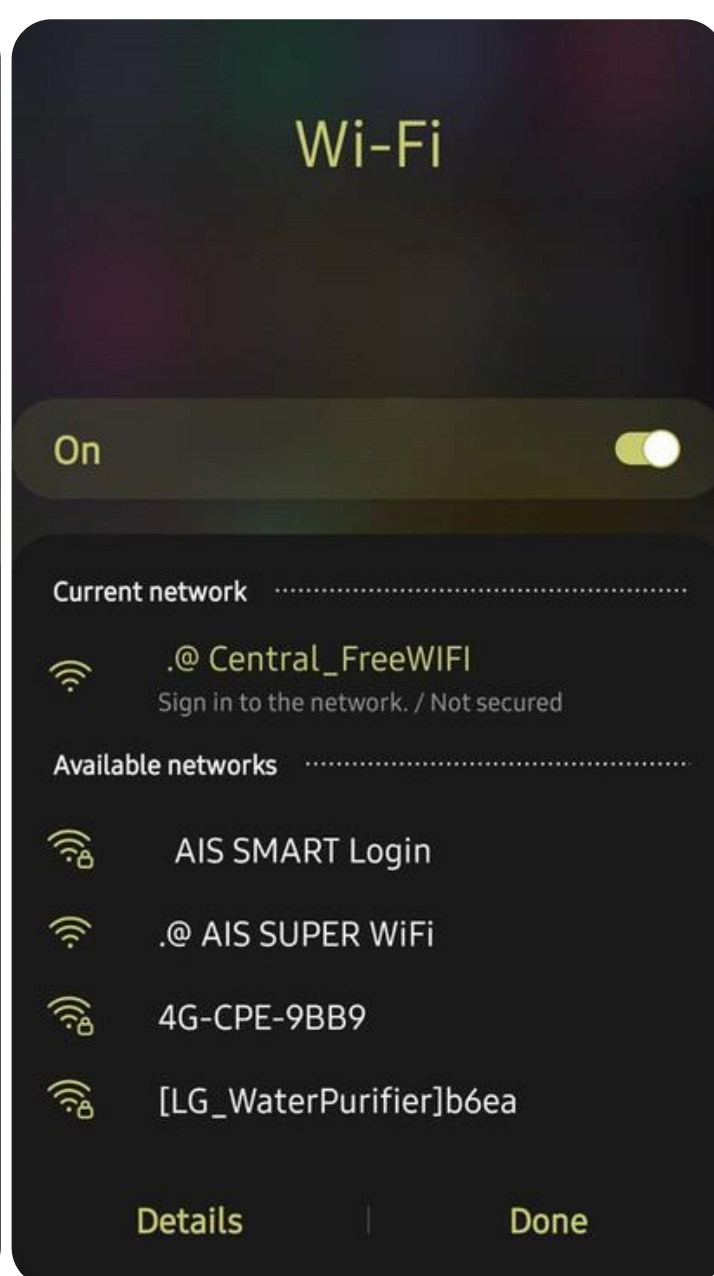 Wi-Fi
On
Current network
.@ Central_FreeWIFI
Sign in to the network. / Not secured
Available networks
AIS SMART Login
.@ AIS SUPER WiFi
4G-CPE-9BB9
[LG_WaterPurifier]b6ea
Details
Done